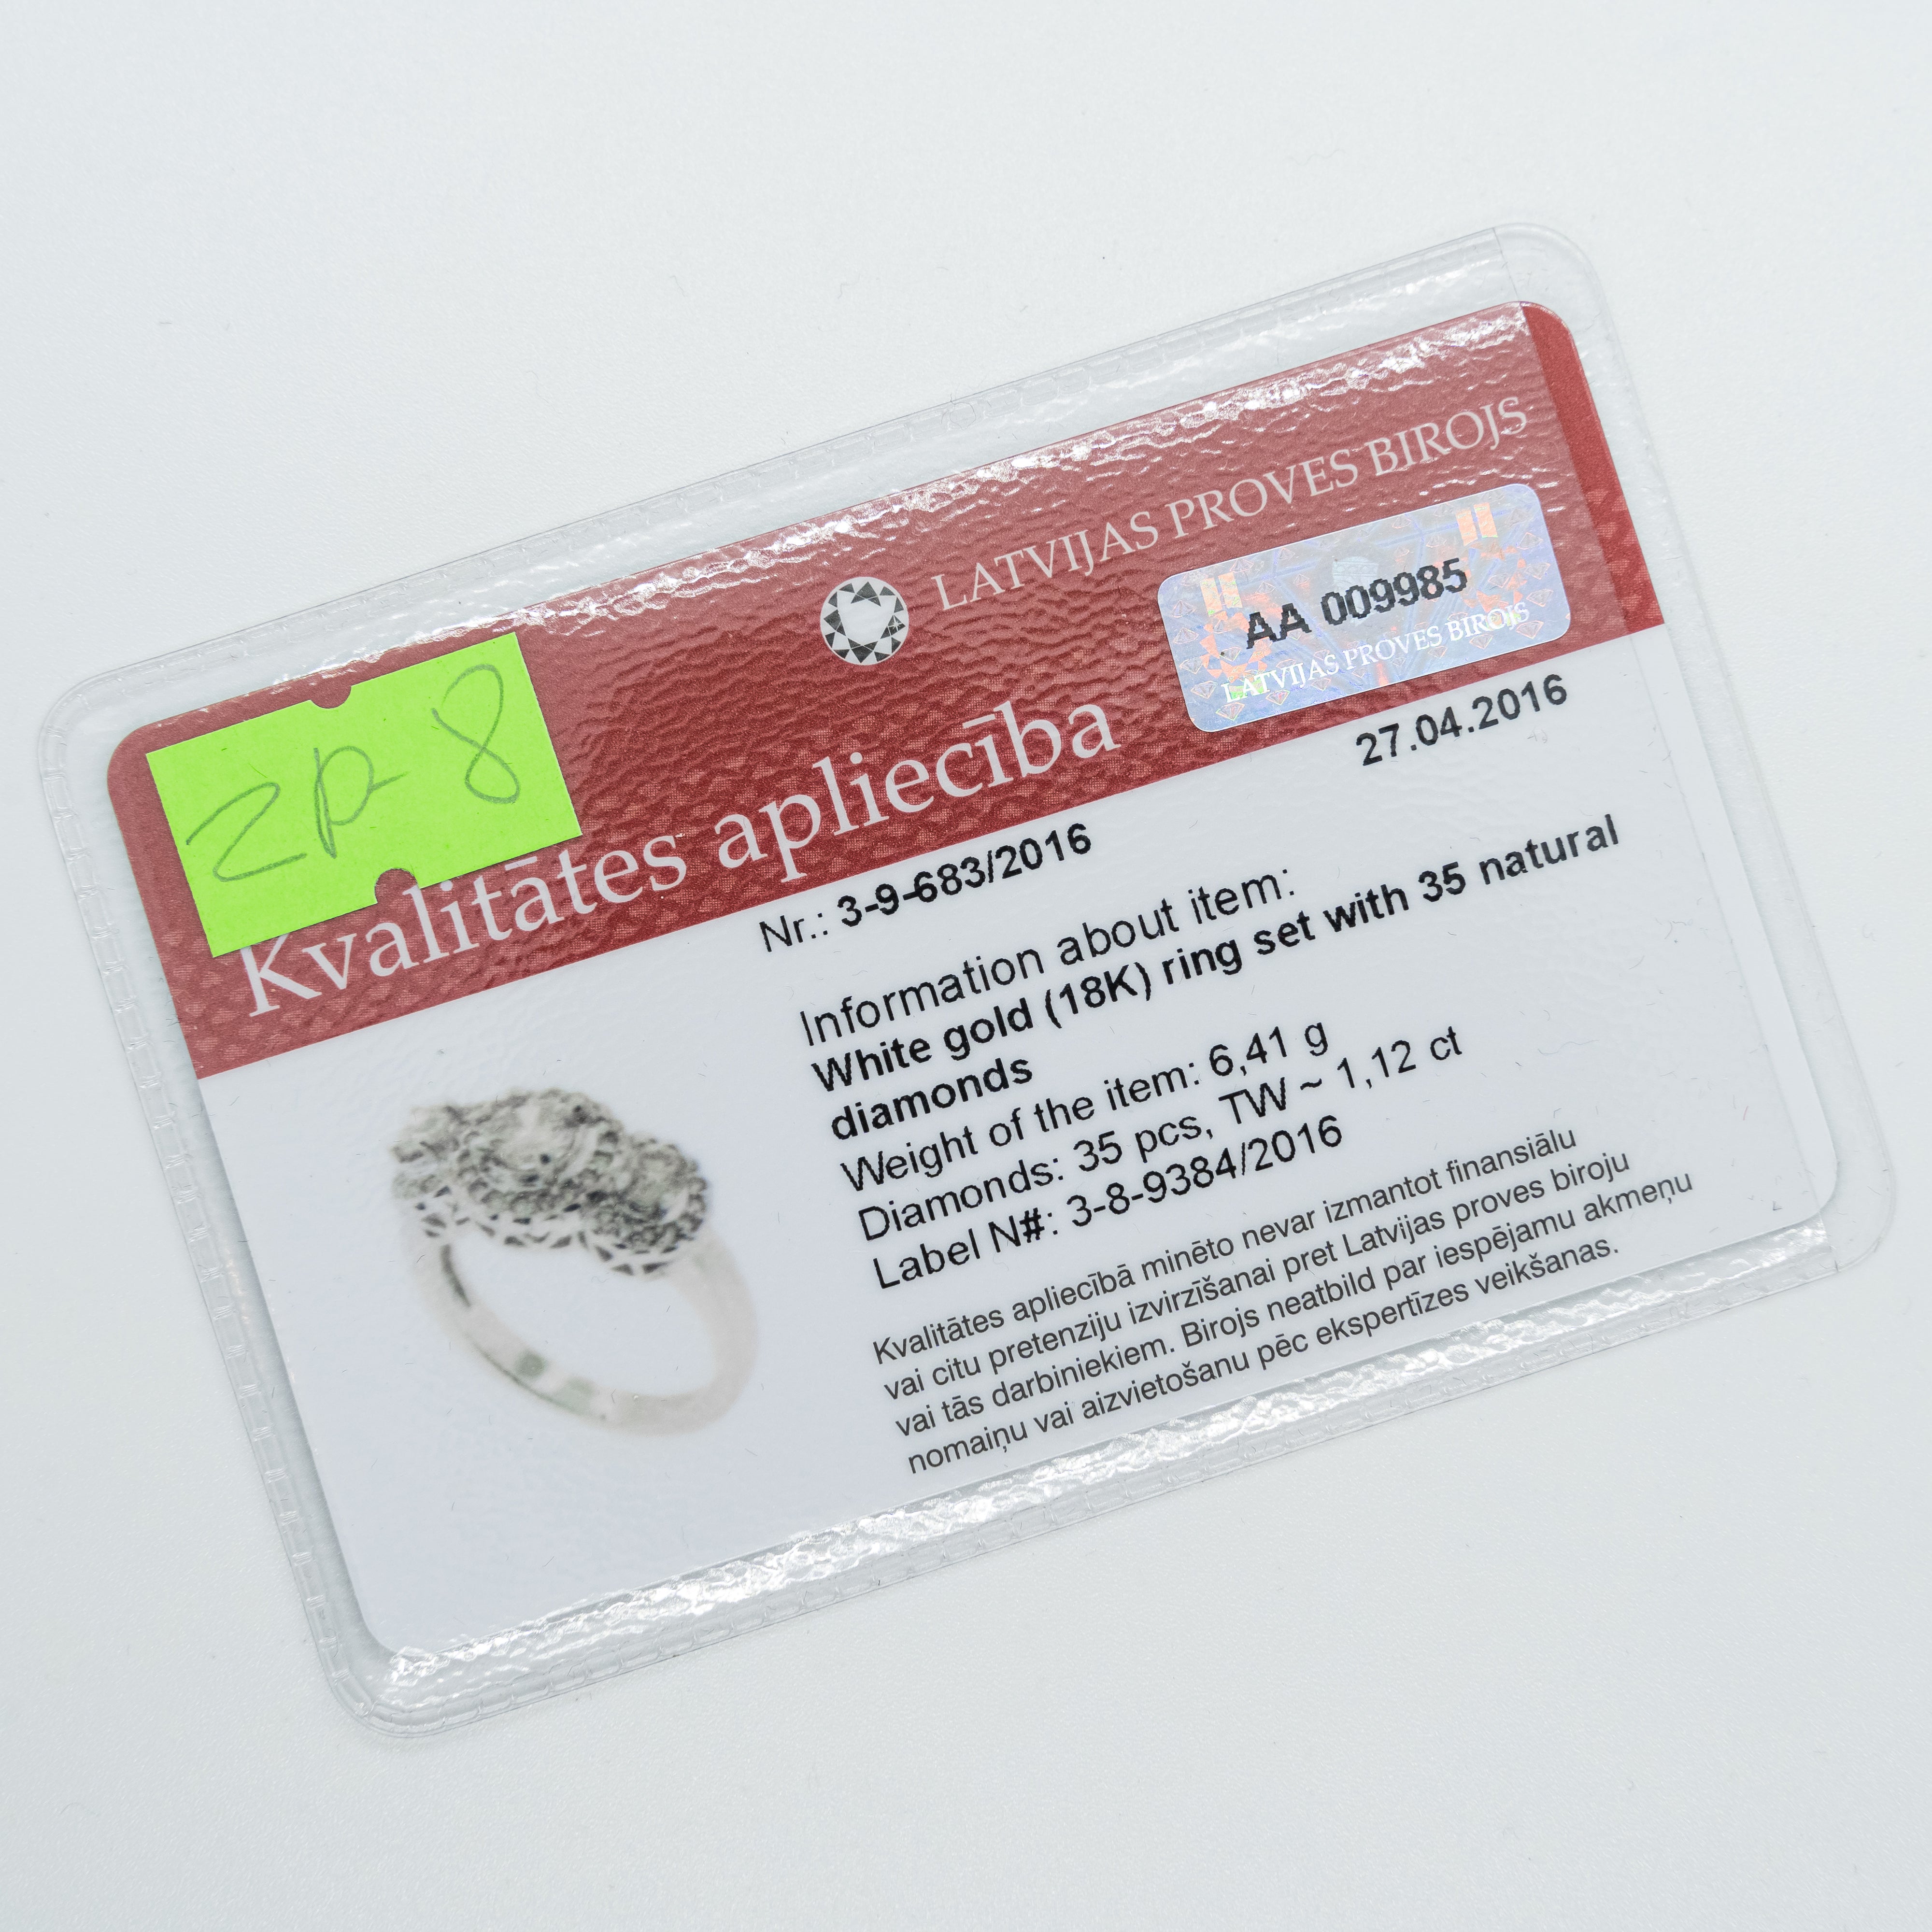 LATVIJAS PROVES BIROJS
AA 009985
LATVIJAS PROVES BIROJS
zp 8
Kvalitātes apliecība
27.04.2016
Nr.: 3-9-683/2016
Information about item:
White gold (18K) ring set with 35 natural
diamonds
Weight of the item: 6,41 g
Diamonds: 35 pcs, TW ~ 1,12 ct
Label N#: 3-8-9384/2016
Kvalitātes apliecībā minēto nevar izmantot finansiālu
vai citu pretenziju izvirzīšanai pret Latvijas proves biroju
vai tās darbiniekiem. Birojs neatbild par iespējamu akmeņu
nomaiņu vai aizvietošanu pēc ekspertīzes veikšanas.